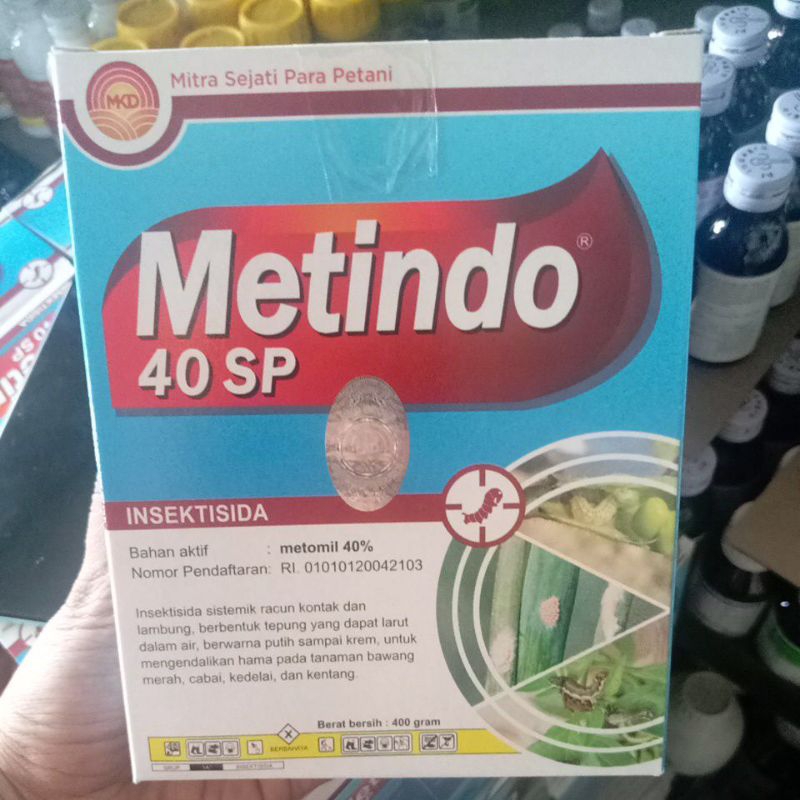 MKD
Mitra Sejati Para Petani
Metindo®
40 SP
INSEKTISIDA
Bahan aktif : metomil 40%
Nomor Pendaftaran: RI. 01010120042103
Insektisida sistemik racun kontak dan
lambung, berbentuk tepung yang dapat larut
dalam air, berwarna putih sampai krem, untuk
mengendalikan hama pada tanaman bawang
merah, cabai, kedelai, dan kentang.
Berat bersih : 400 gram
BERBAHAYA
INSEKTISIDA